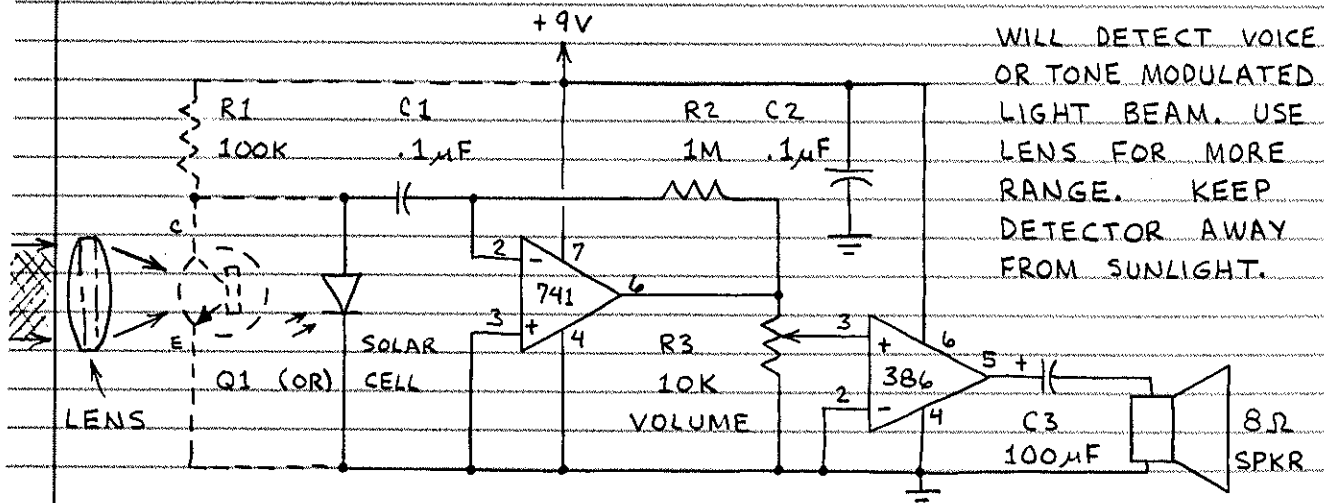 +9V
WILL DETECT VOICE
OR TONE MODULATED
LIGHT BEAM. USE
LENS FOR MORE
RANGE. KEEP
DETECTOR AWAY
FROM SUNLIGHT.
R1
100K
C1
.1µF
R2
1M
C2
.1µF
C
E
Q1 (OR)
SOLAR
CELL
LENS
2
-
3
+
741
7
4
6
R3
10K
VOLUME
3
+
2
-
386
6
5
4
+
C3
100µF
8Ω
SPKR